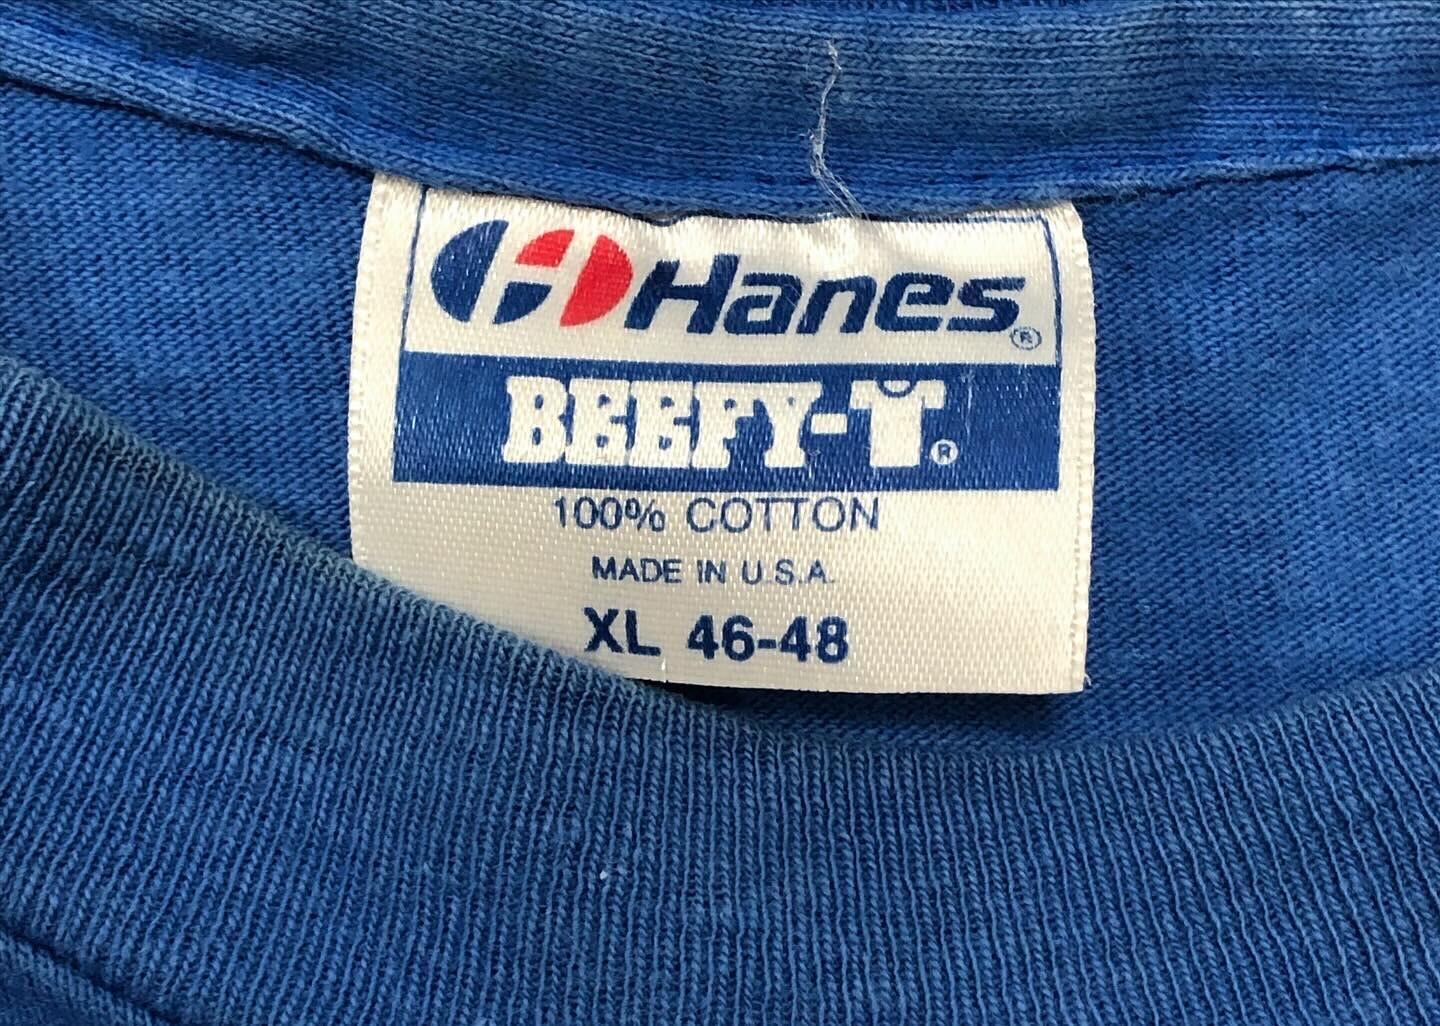 Hanes®
BEEFY-T®
100% COTTON
MADE IN U.S.A.
XL 46-48